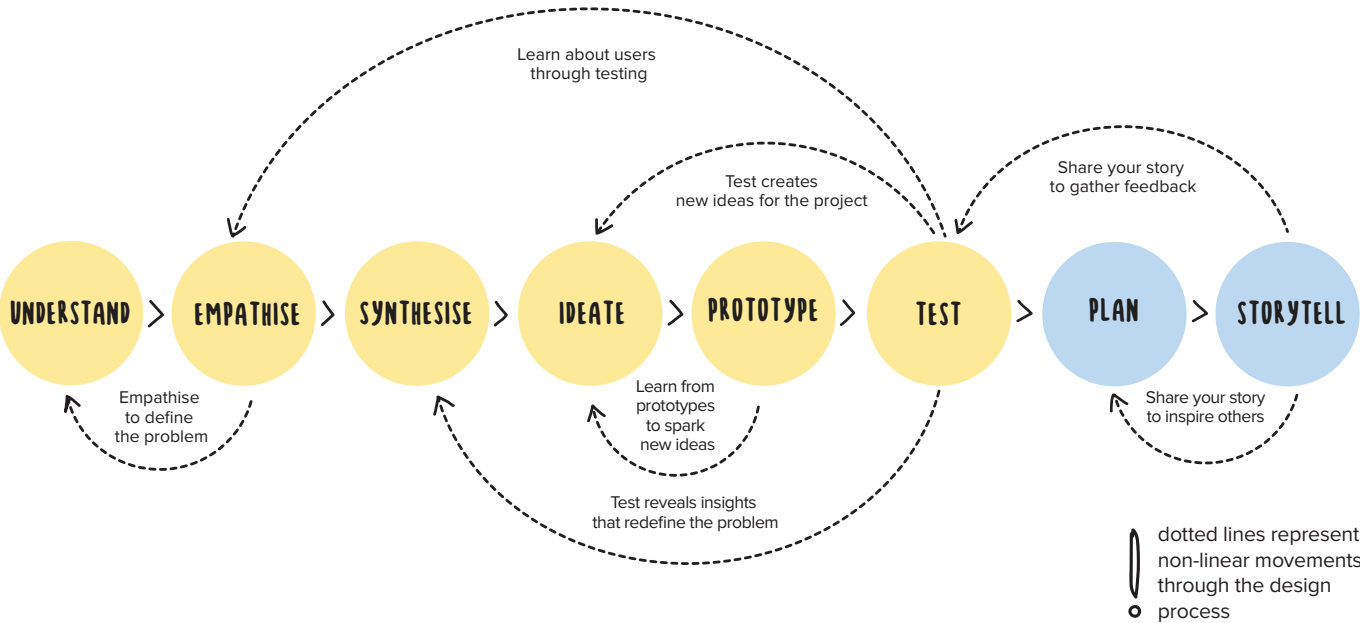 Learn about users
through testing
Test creates
new ideas for the project
Share your story
to gather feedback
UNDERSTAND
>
EMPATHISE
>
SYNTHESISE
>
IDEATE
>
PROTOTYPE
>
TEST
>
PLAN
>
STORYTELL
Empathise
to define
the problem
Learn from
prototypes
to spark
new ideas
Share your story
to inspire others
Test reveals insights
that redefine the problem
dotted lines represent
non-linear movements
through the design
process